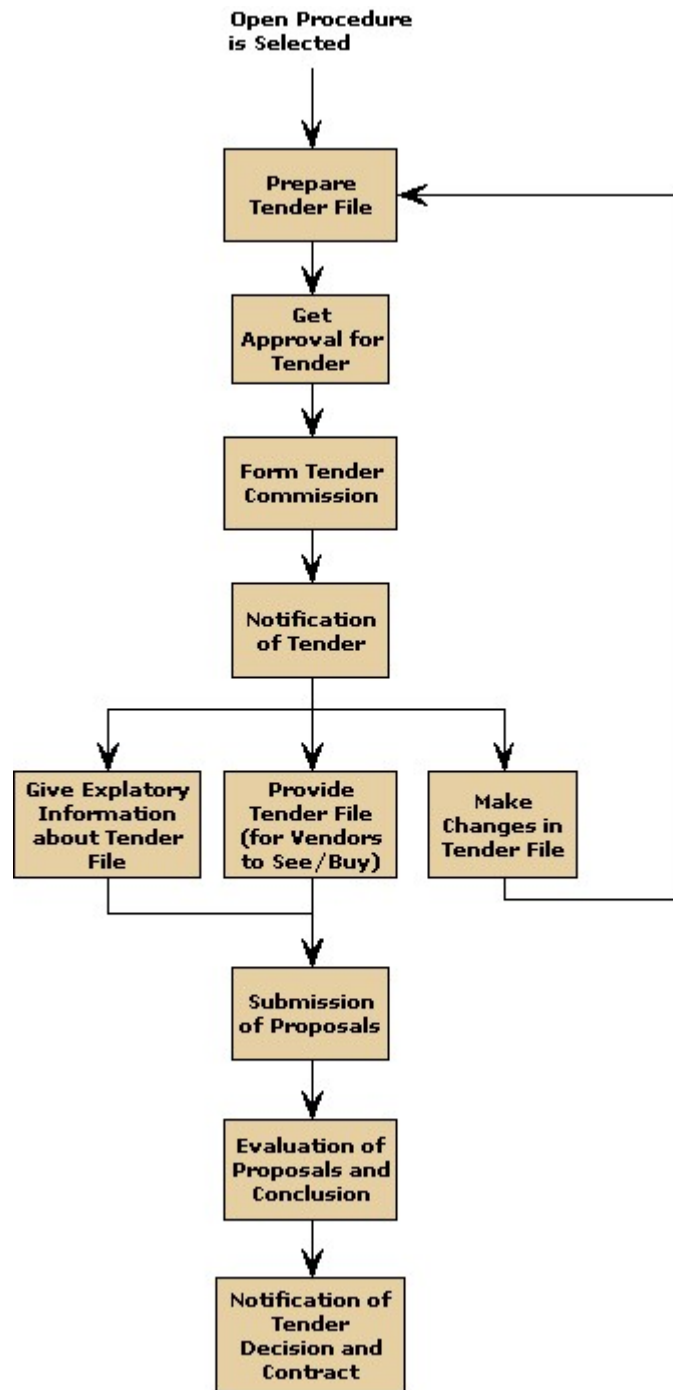 Open Procedure
is Selected
Prepare
Tender File
Get
Approval for
Tender
Form Tender
Commission
Notification
of Tender
Give Explatory
Information
about Tender
File
Provide
Tender File
(for Vendors
to See/Buy)
Make
Changes in
Tender File
Submission
of Proposals
Evaluation of
Proposals and
Conclusion
Notification of
Tender
Decision and
Contract